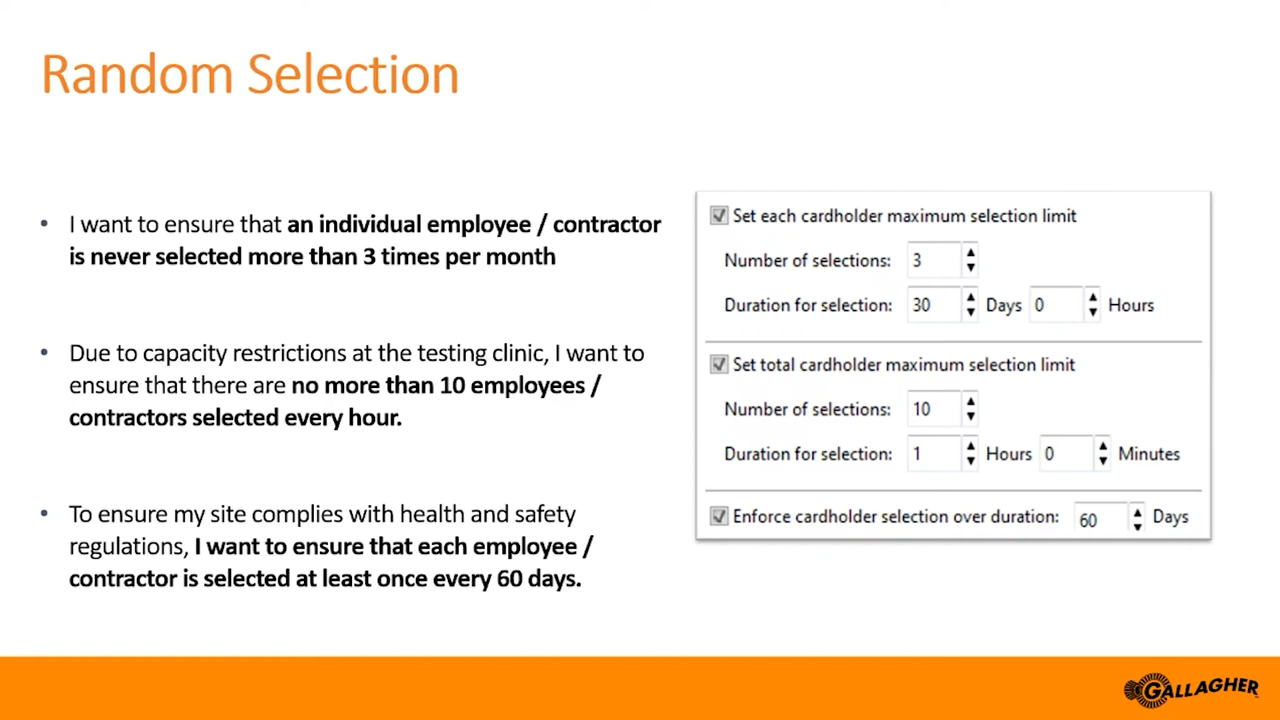 Random Selection
• I want to ensure that an individual employee / contractor
is never selected more than 3 times per month
• Due to capacity restrictions at the testing clinic, I want to
ensure that there are no more than 10 employees /
contractors selected every hour.
• To ensure my site complies with health and safety
regulations, I want to ensure that each employee /
contractor is selected at least once every 60 days.
Set each cardholder maximum selection limit
Number of selections: 3
Duration for selection: 30 Days 0 Hours
Set total cardholder maximum selection limit
Number of selections: 10
Duration for selection: 1 Hours 0 Minutes
Enforce cardholder selection over duration: 60 Days
GALLAGHER